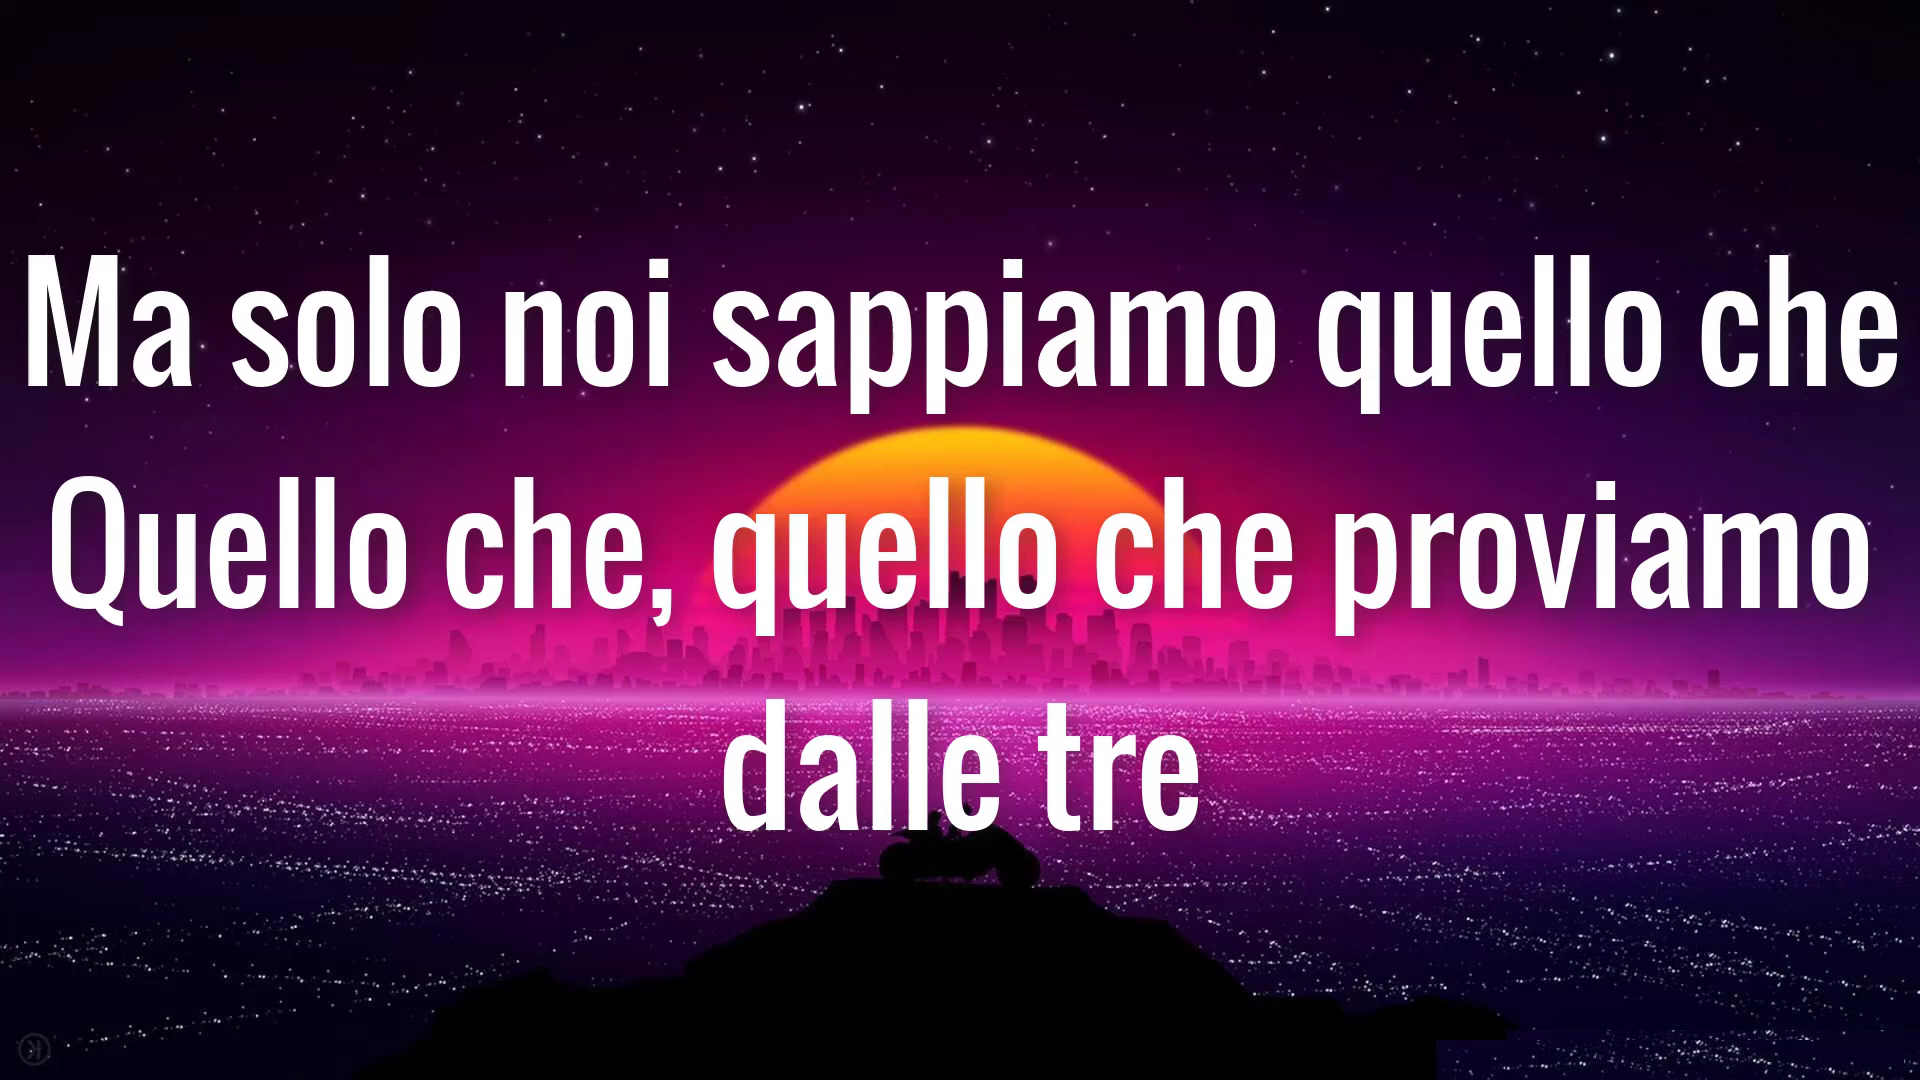 Ma solo noi sappiamo quello che
Quello che, quello che proviamo
dalle tre